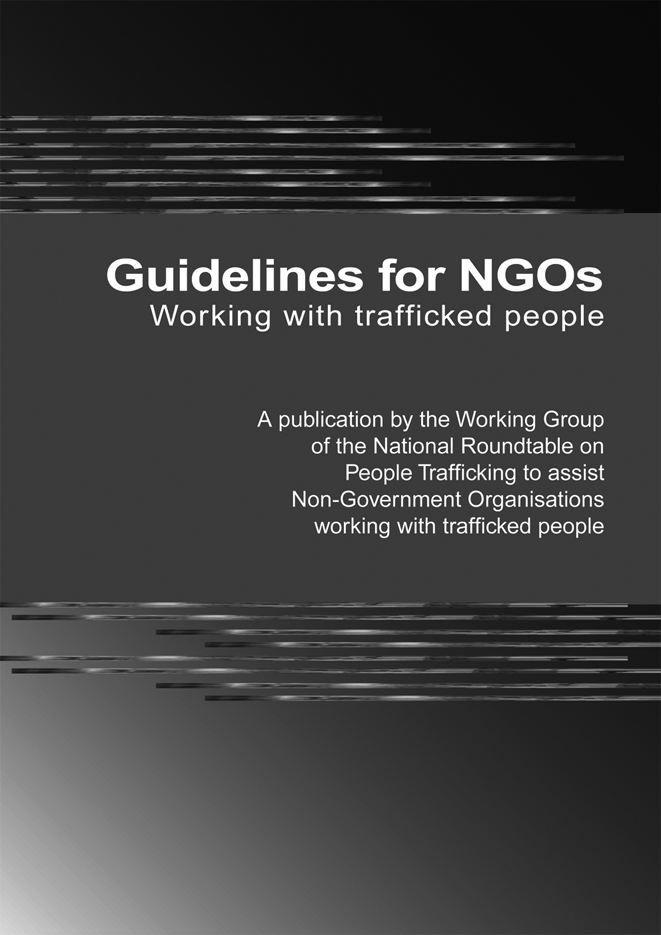 Guidelines for NGOs
Working with trafficked people
A publication by the Working Group
of the National Roundtable on
People Trafficking to assist
Non-Government Organisations
working with trafficked people